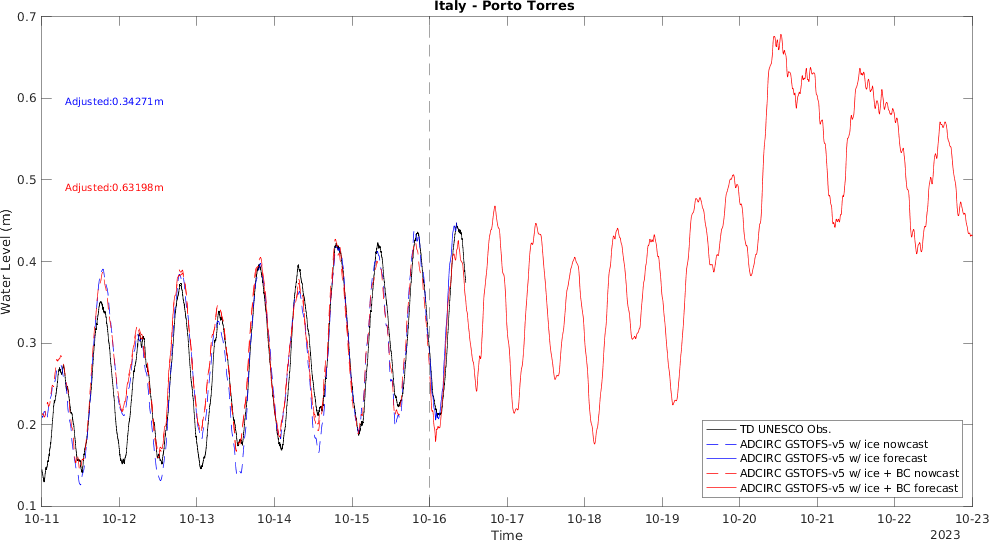 Italy - Porto Torres
Water Level (m)
0.7
0.6
0.5
0.4
0.3
0.2
0.1
Adjusted:0.34271m
Adjusted:0.63198m
TD UNESCO Obs.
ADCIRC GSTOFS-v5 w/ ice nowcast
ADCIRC GSTOFS-v5 w/ ice forecast
ADCIRC GSTOFS-v5 w/ ice + BC nowcast
ADCIRC GSTOFS-v5 w/ ice + BC forecast
10-11 10-12 10-13 10-14 10-15 10-16 10-17 10-18 10-19 10-20 10-21 10-22 10-23
Time
2023